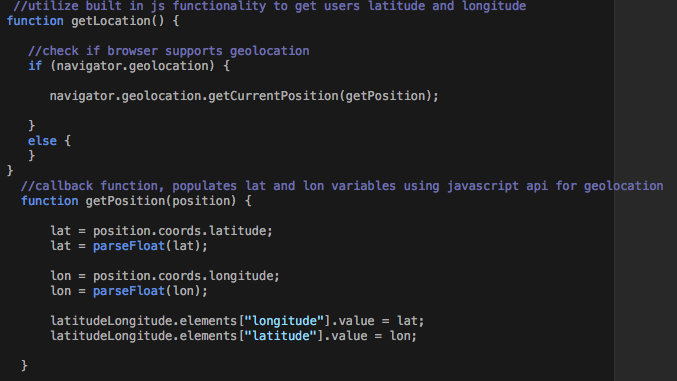 //utilize built in js functionality to get users latitude and longitude
function getLocation() {
//check if browser supports geolocation
if (navigator.geolocation) {
navigator.geolocation.getCurrentPosition(getPosition);
}
else {
}
}
//callback function, populates lat and lon variables using javascript api for geolocation
function getPosition(position) {
lat = position.coords.latitude;
lat = parseFloat(lat);
lon = position.coords.longitude;
lon = parseFloat(lon);
latitudeLongitude.elements["longitude"].value = lat;
latitudeLongitude.elements["latitude"].value = lon;
}